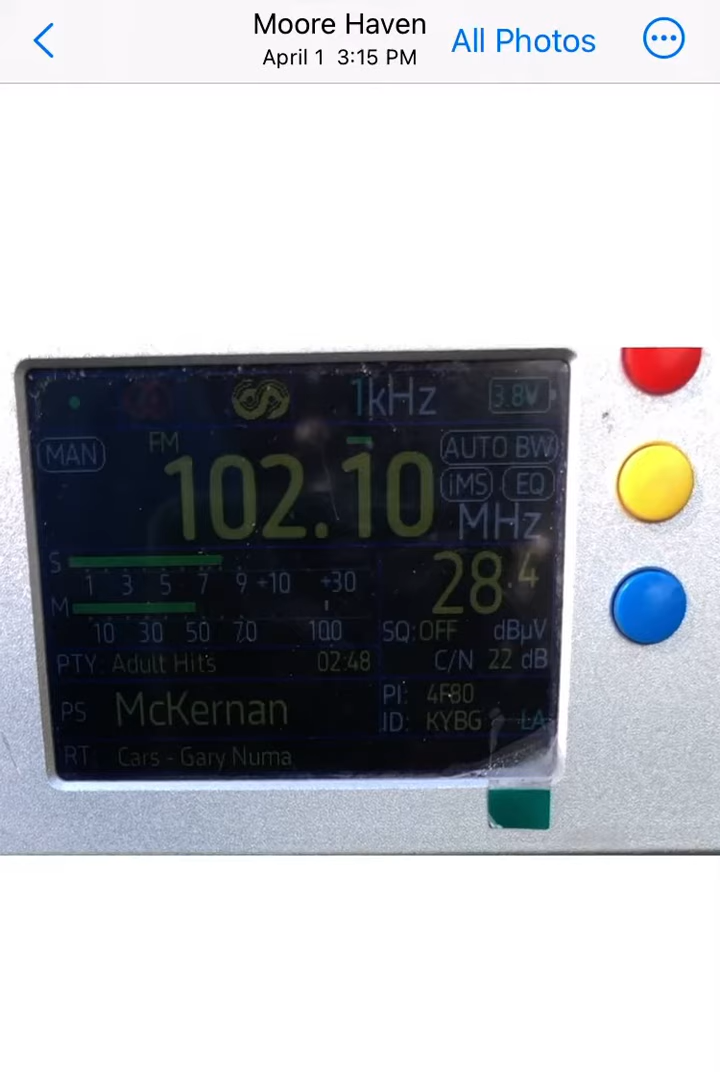 Moore Haven
April 1 3:15 PM
All Photos
1kHz
3.8V
MAN
FM
102.10
AUTO BW
iMS
EQ
MHz
S
1 3 5 7 9 +10 +30
28.4
M
10 30 50 70 100
SQ:OFF dBµV
PTY: Adult Hits 02:48
C/N 22 dB
PS McKernan
PI: 4F80
ID: KYBG LA
RT Cars - Gary Numa